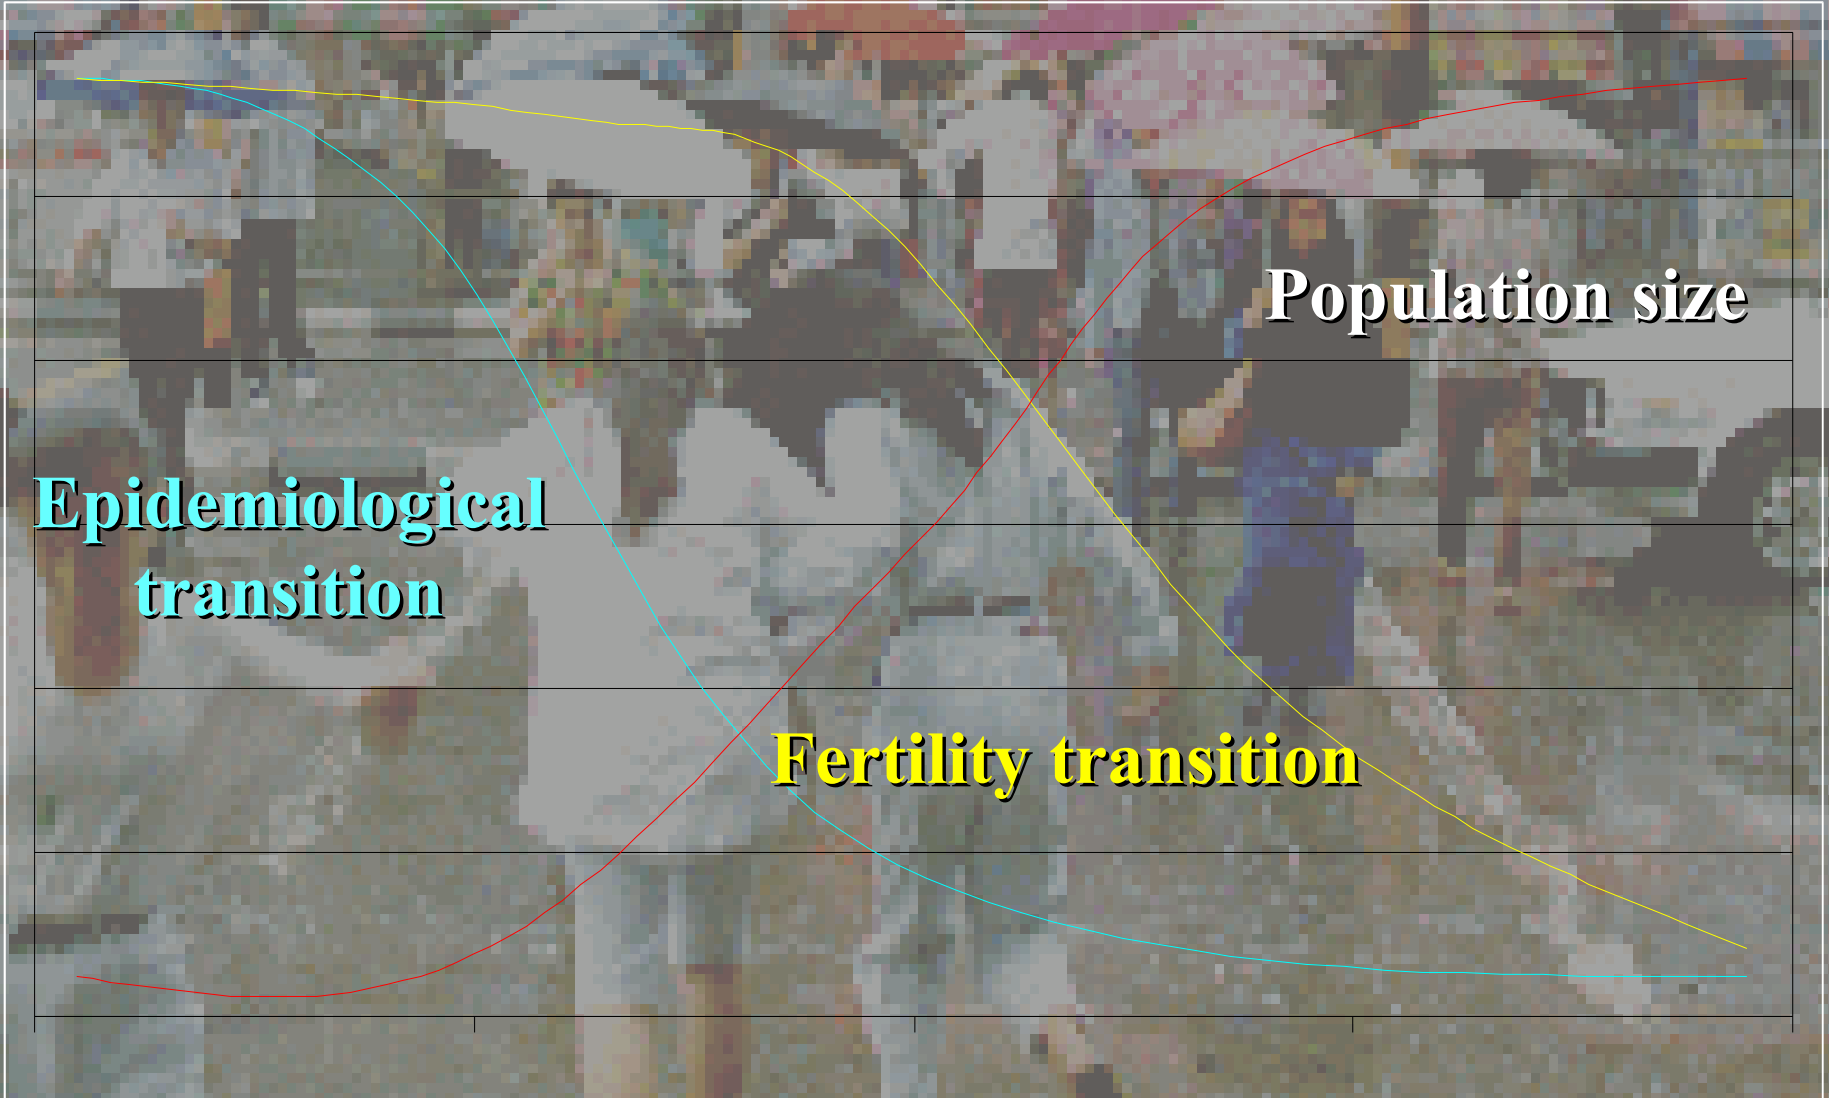 Population size
Epidemiological
transition
Fertility transition